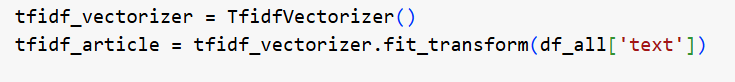 tfidf_vectorizer = TfidfVectorizer()
tfidf_article = tfidf_vectorizer.fit_transform(df_all['text'])